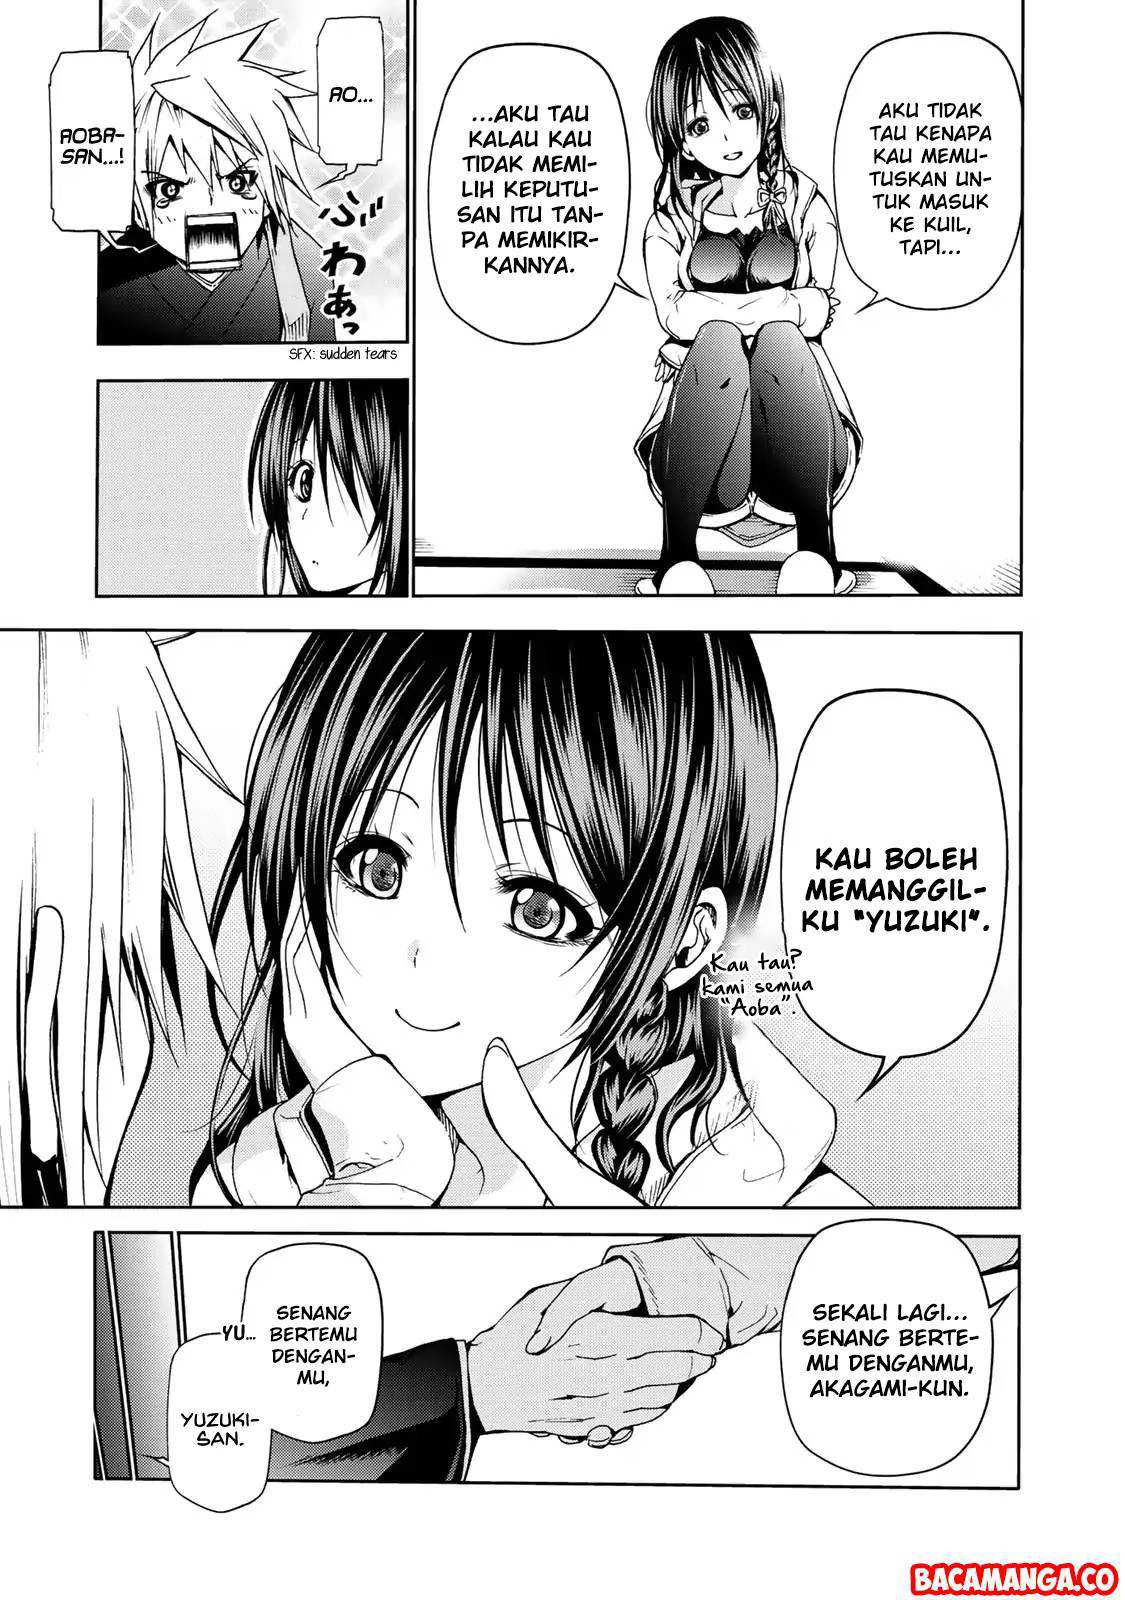 AKU TIDAK
TAU KENAPA
KAU MEMU-
TUSKAN UN-
TUK MASUK
KE KUIL,
TAPI...
...AKU TAU
KALAU KAU
TIDAK MEMI-
LIH KEPUTU-
SAN ITU TAN-
PA MEMIKIR-
KANNYA.
AO...
AOBA-
SAN...!
ぶわぁっ
SFX: sudden tears
KAU BOLEH
MEMANGGIL-
KU "YUZUKI".
Kau tau?
kami semua
"Aoba".
SEKALI LAGI...
SENANG BERTE-
MU DENGANMU,
AKAGAMI-KUN.
SENANG
BERTEMU
DENGAN-
MU,
YU...
YUZUKI-
SAN.
BACAMANGA.CO